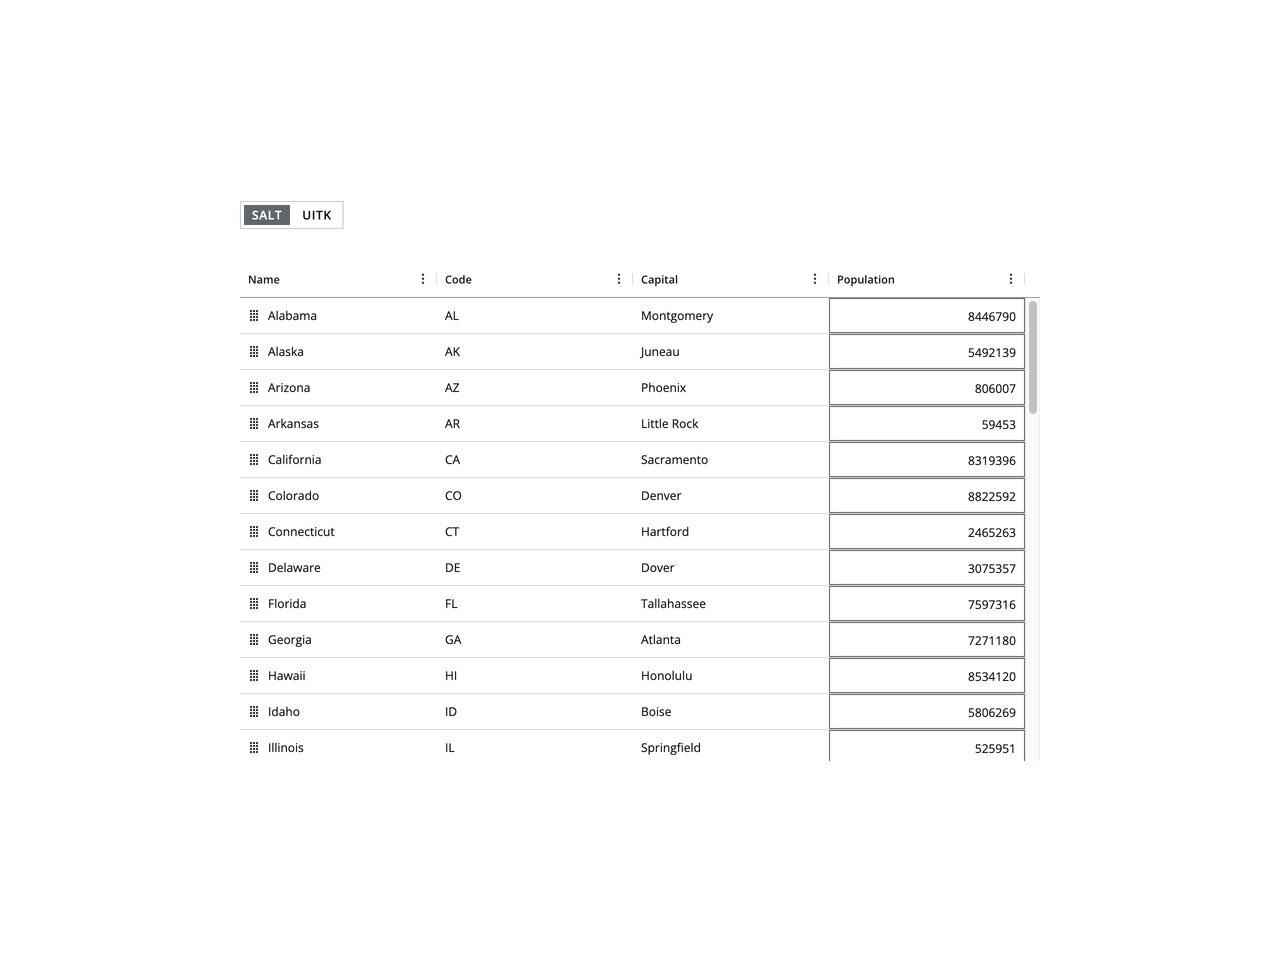 SALT UITK
Name Code Capital Population
Alabama AL Montgomery 8446790
Alaska AK Juneau 5492139
Arizona AZ Phoenix 806007
Arkansas AR Little Rock 59453
California CA Sacramento 8319396
Colorado CO Denver 8822592
Connecticut CT Hartford 2465263
Delaware DE Dover 3075357
Florida FL Tallahassee 7597316
Georgia GA Atlanta 7271180
Hawaii HI Honolulu 8534120
Idaho ID Boise 5806269
Illinois IL Springfield 525951